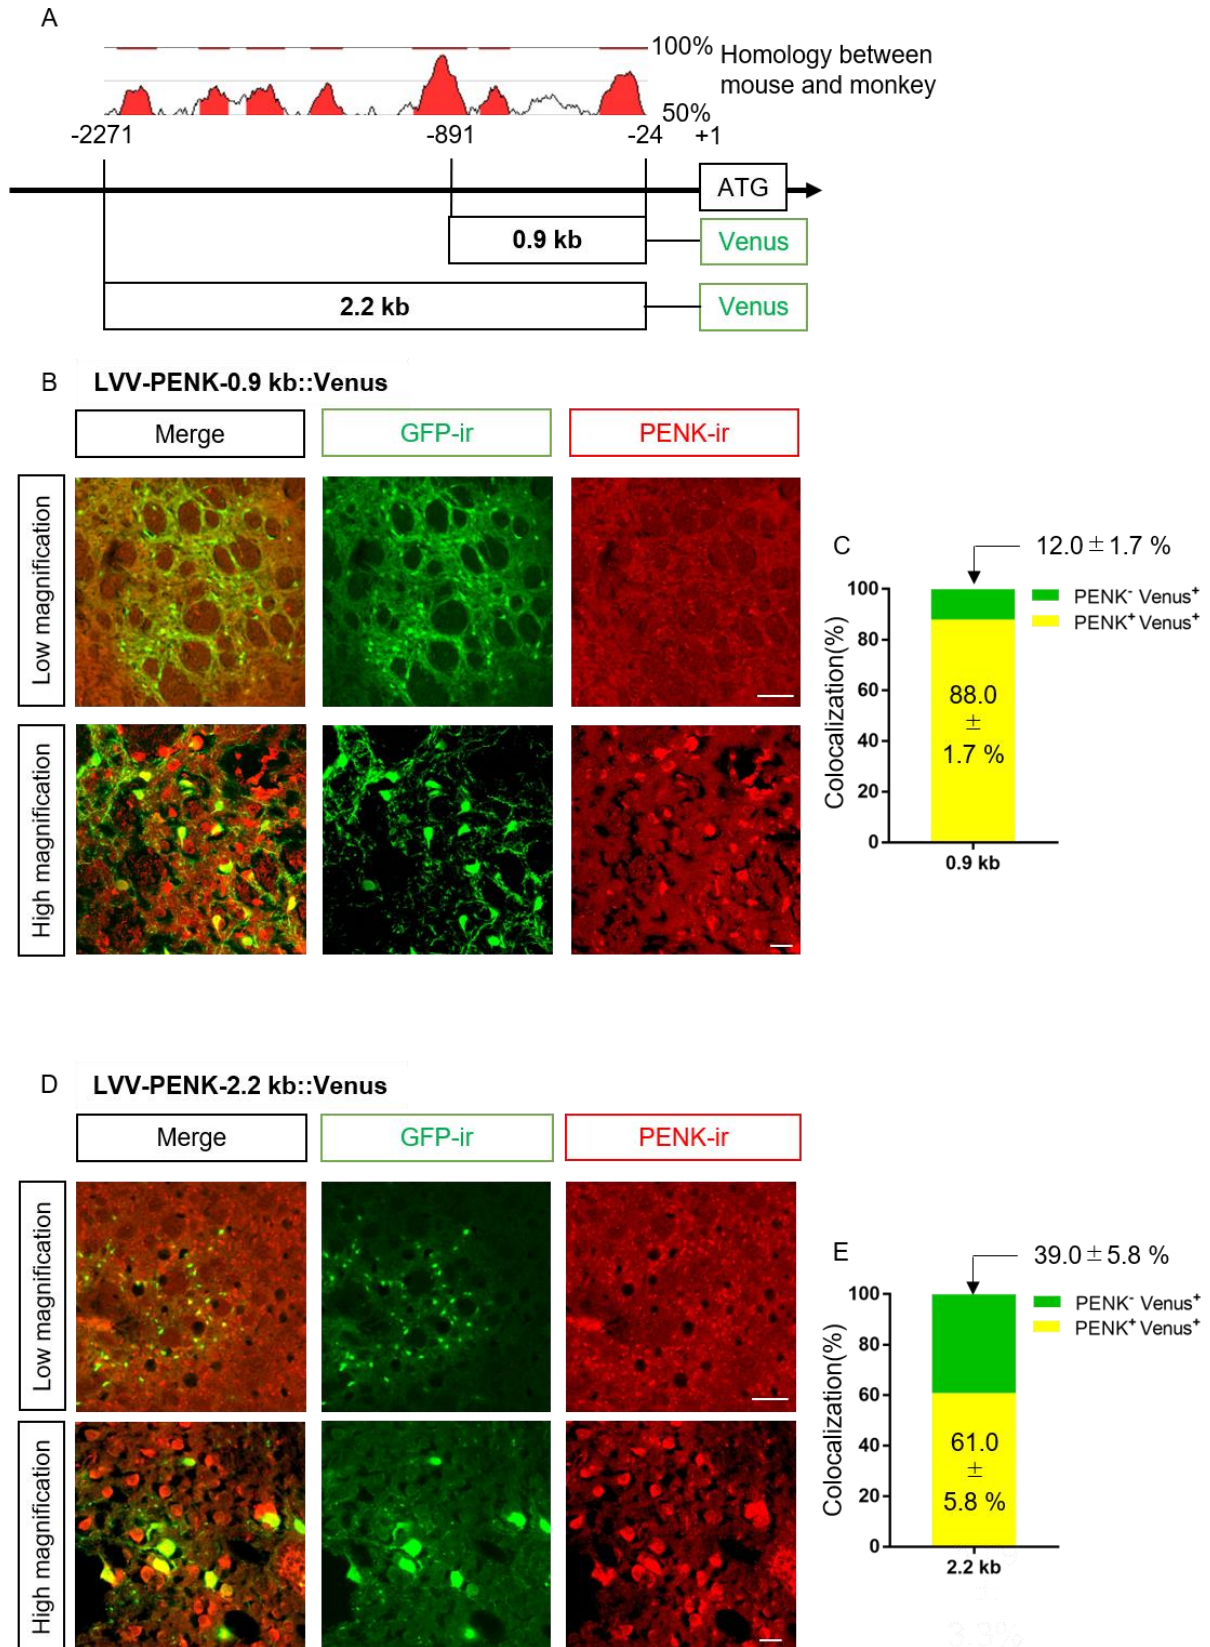 A
100%
Homology between
mouse and monkey
50%
-2271
-891
-24
+1
ATG
0.9 kb
Venus
2.2 kb
Venus
B
LVV-PENK-0.9 kb::Venus
Merge
GFP-ir
PENK-ir
Low magnification
High magnification
C
12.0 ± 1.7 %
PENK⁻ Venus⁺
PENK⁺ Venus⁺
Colocalization(%)
100
80
60
40
20
0
88.0
±
1.7 %
0.9 kb
D
LVV-PENK-2.2 kb::Venus
Merge
GFP-ir
PENK-ir
Low magnification
High magnification
E
39.0 ± 5.8 %
PENK⁻ Venus⁺
PENK⁺ Venus⁺
Colocalization(%)
100
80
60
40
20
0
61.0
±
5.8 %
2.2 kb
3.3%